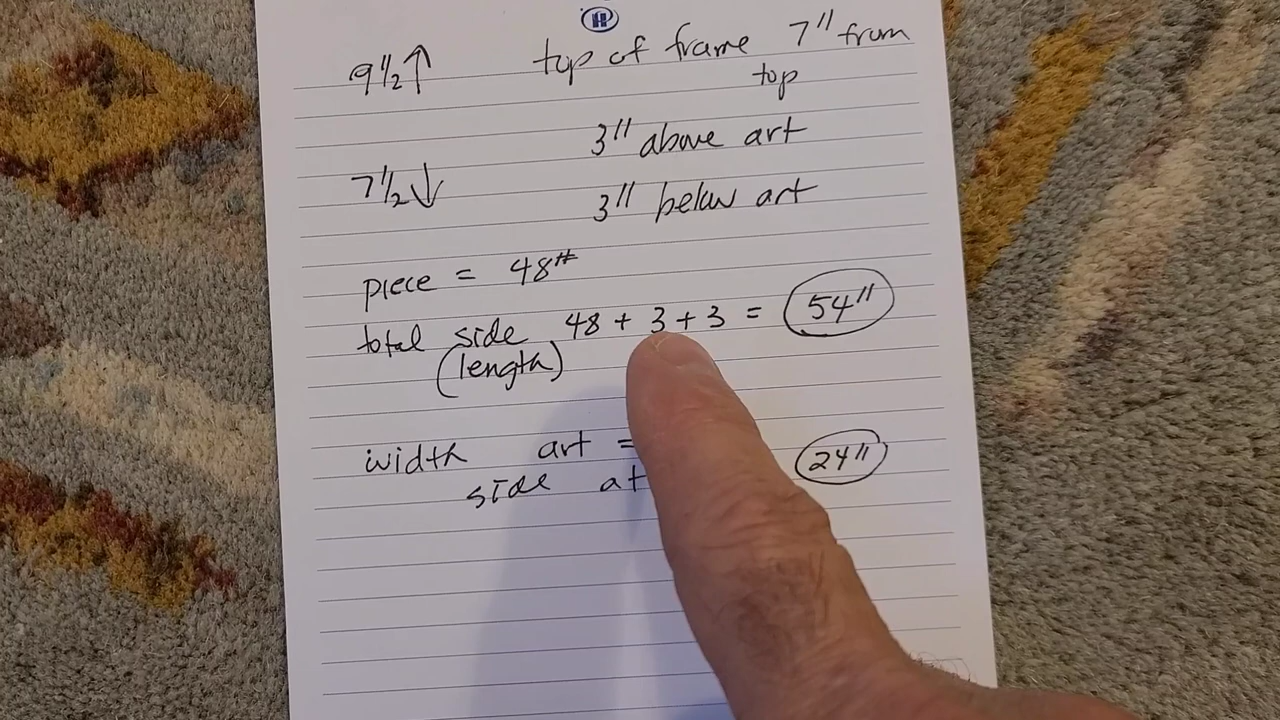 9½↑ top of frame 7" from
top
3" above art
7½↓
3" below art
piece = 48"
total side 48 + 3 + 3 = 54"
(length)
width art = 24"
side at